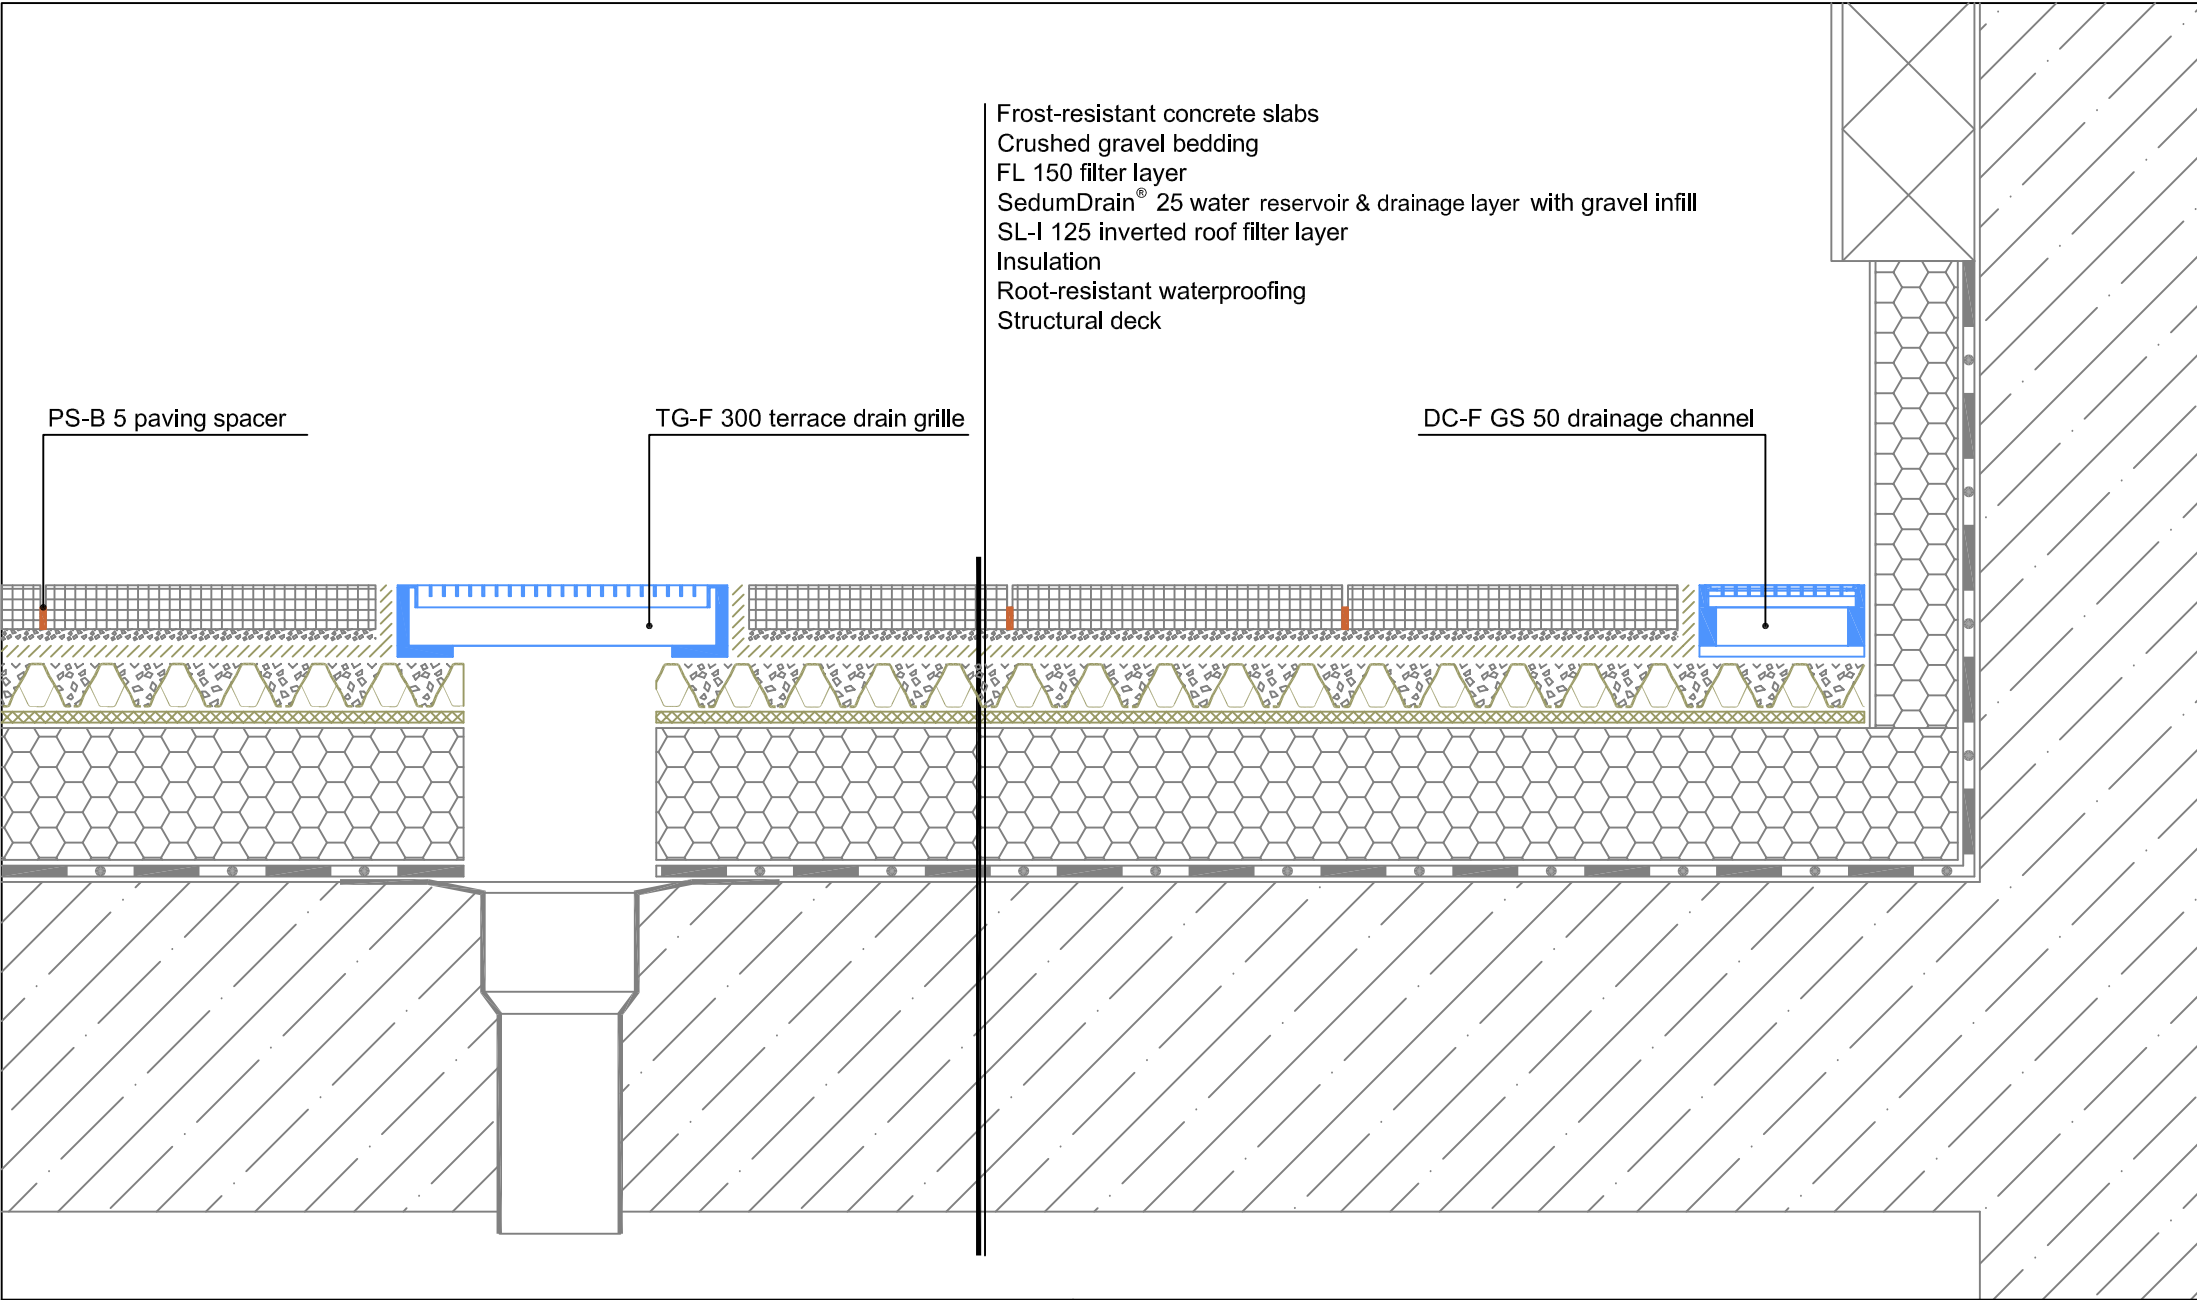 Frost-resistant concrete slabs
Crushed gravel bedding
FL 150 filter layer
SedumDrain® 25 water reservoir & drainage layer with gravel infill
SL-I 125 inverted roof filter layer
Insulation
Root-resistant waterproofing
Structural deck
PS-B 5 paving spacer
TG-F 300 terrace drain grille
DC-F GS 50 drainage channel